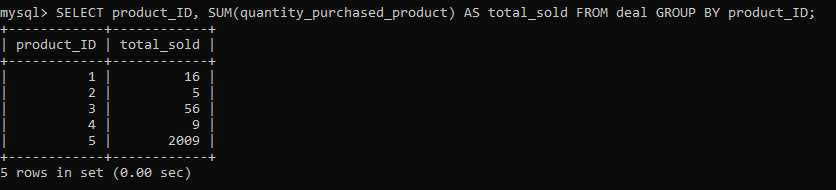 mysql> SELECT product_ID, SUM(quantity_purchased_product) AS total_sold FROM deal GROUP BY product_ID;
+------------+------------+
| product_ID | total_sold |
+------------+------------+
|          1 |         16 |
|          2 |          5 |
|          3 |         56 |
|          4 |          9 |
|          5 |       2009 |
+------------+------------+
5 rows in set (0.00 sec)